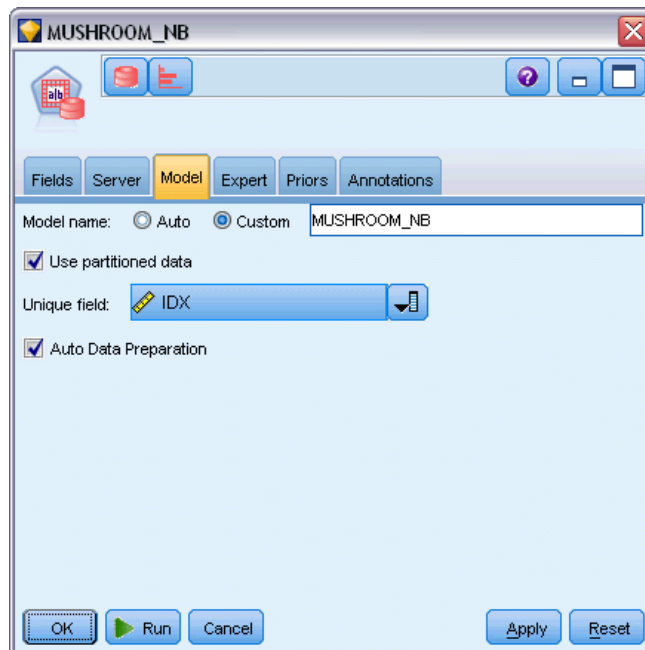 MUSHROOM_NB
a|b
?
Fields Server Model Expert Priors Annotations
Model name: Auto Custom MUSHROOM_NB
Use partitioned data
Unique field: IDX
Auto Data Preparation
OK Run Cancel Apply Reset